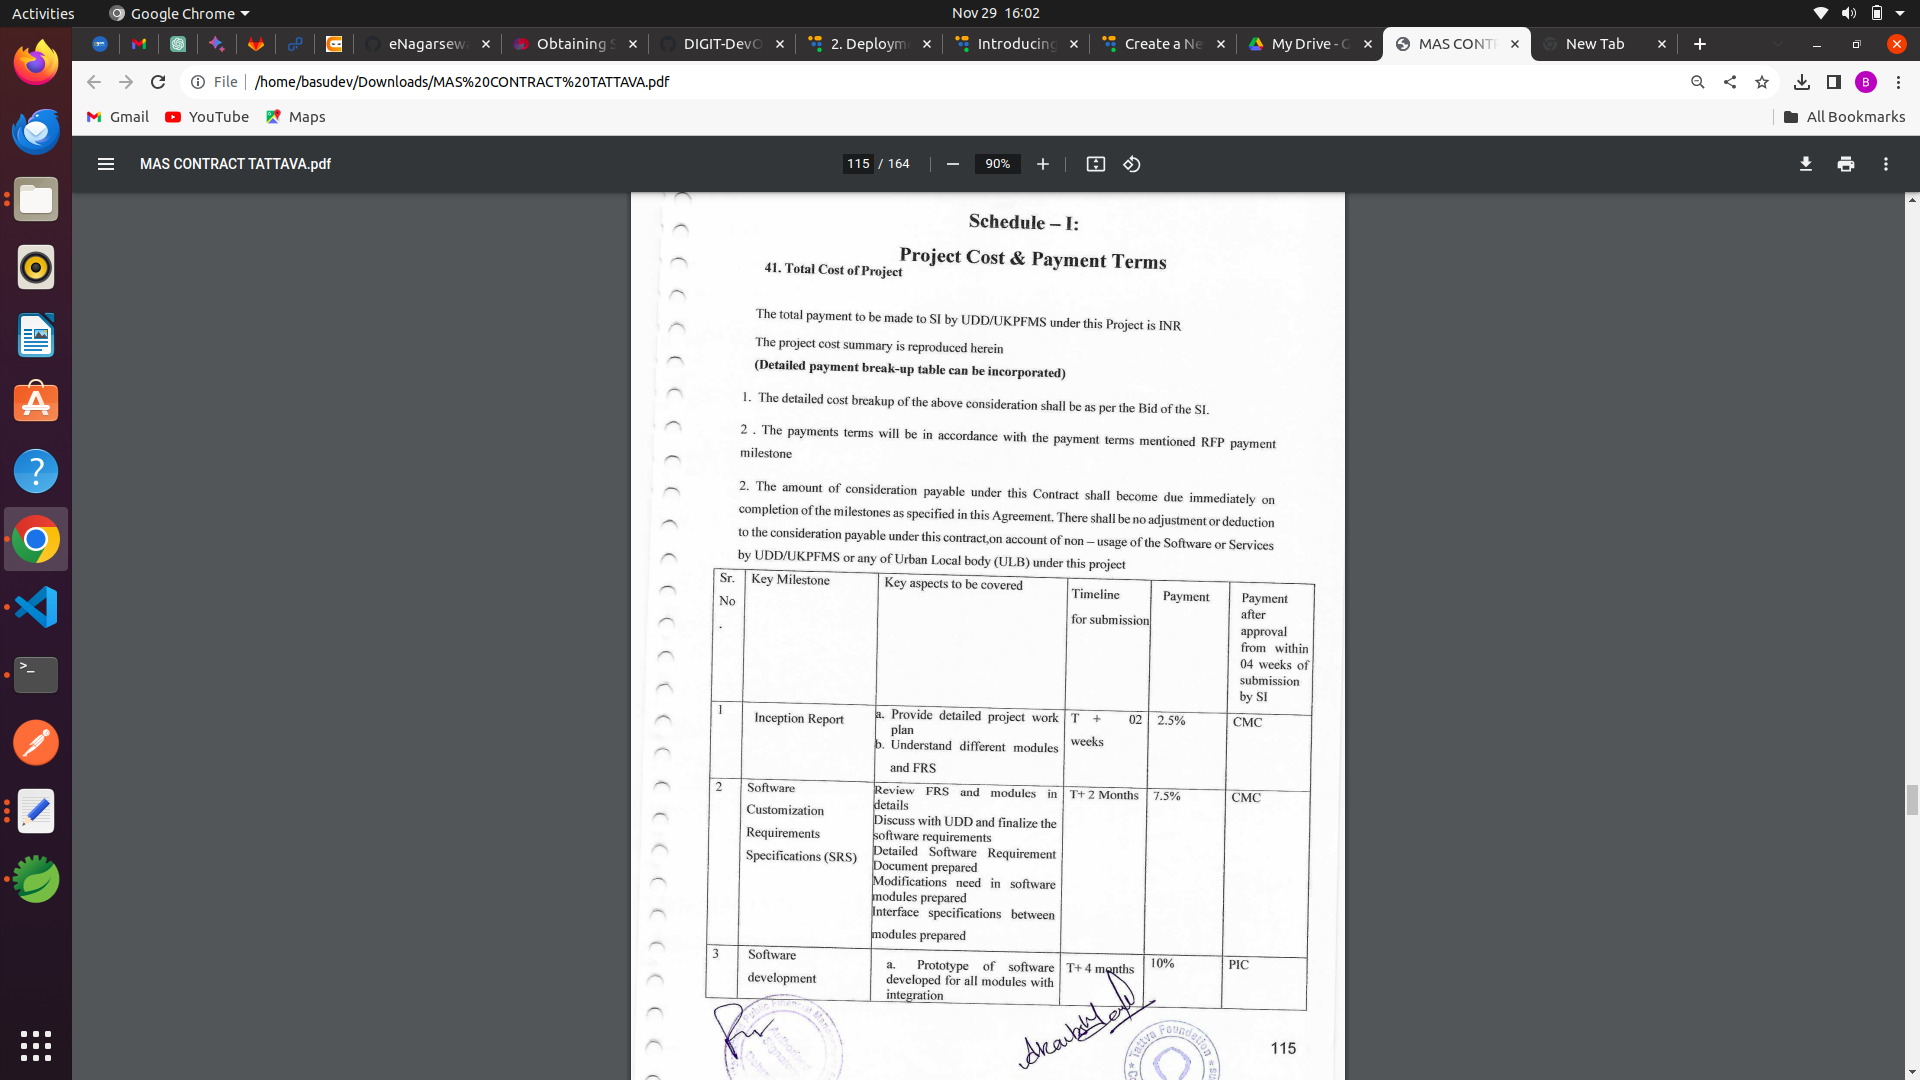 Activities
Google Chrome
Nov 29 16:02
eNagarsew
Obtaining S
DIGIT-DevO
2. Deploym
Introducing
Create a Ne
My Drive - G
MAS CONT
New Tab
File
/home/basudev/Downloads/MAS%20CONTRACT%20TATTAVA.pdf
B
Gmail
YouTube
Maps
All Bookmarks
MAS CONTRACT TATTAVA.pdf
115 / 164
90%
Schedule – I:
Project Cost & Payment Terms
41. Total Cost of Project
The total payment to be made to SI by UDD/UKPFMS under this Project is INR
The project cost summary is reproduced herein
(Detailed payment break-up table can be incorporated)
1. The detailed cost breakup of the above consideration shall be as per the Bid of the SI.
2 . The payments terms will be in accordance with the payment terms mentioned RFP payment
milestone
2. The amount of consideration payable under this Contract shall become due immediately on
completion of the milestones as specified in this Agreement. There shall be no adjustment or deduction
to the consideration payable under this contract,on account of non – usage of the Software or Services
by UDD/UKPFMS or any of Urban Local body (ULB) under this project
Sr.
No
.
Key Milestone
Key aspects to be covered
Timeline
for submission
Payment
Payment
after
approval
from within
04 weeks of
submission
by SI
1
Inception Report
a. Provide detailed project work
plan
b. Understand different modules
and FRS
T + 02
weeks
2.5%
CMC
2
Software
Customization
Requirements
Specifications (SRS)
Review FRS and modules in
details
Discuss with UDD and finalize the
software requirements
Detailed Software Requirement
Document prepared
Modifications need in software
modules prepared
Interface specifications between
modules prepared
T+ 2 Months
7.5%
CMC
3
Software
development
a. Prototype of software
developed for all modules with
integration
T+ 4 months
10%
PIC
Tattva Foundation
115